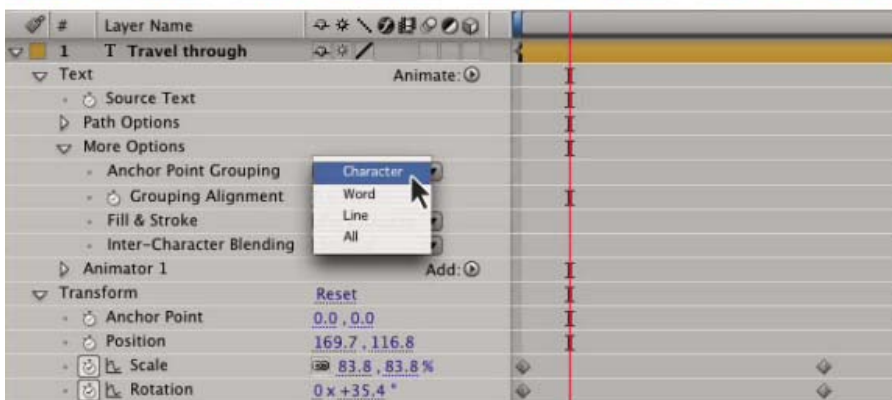 # Layer Name
1 T Travel through
Text Animate:
Source Text
Path Options
More Options
Anchor Point Grouping Character
Word
Grouping Alignment
Line
Fill & Stroke
All
Inter-Character Blending
Animator 1 Add:
Transform Reset
Anchor Point 0.0, 0.0
Position 169.7, 116.8
Scale 83.8, 83.8%
Rotation 0 x +35.4 °